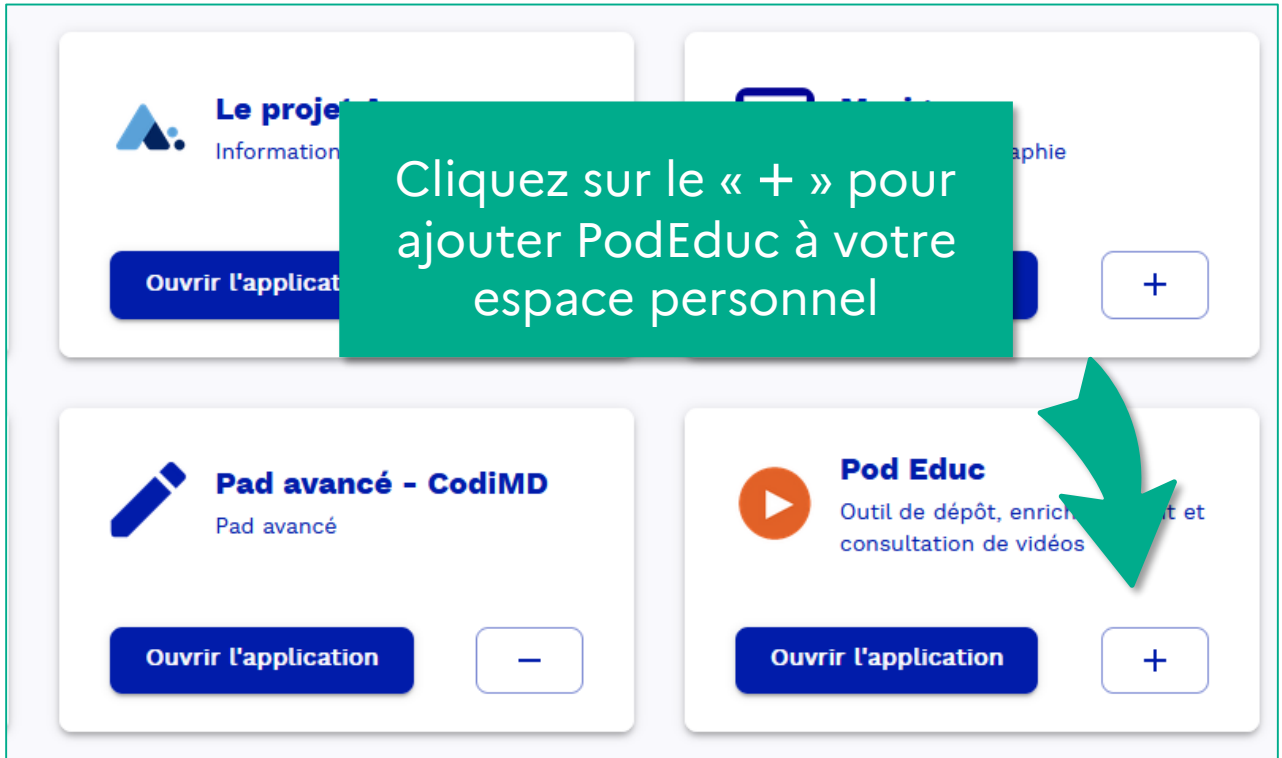 Le projet
Information
Ouvrir l'applicat
aphie
+
Cliquez sur le « + » pour
ajouter PodEduc à votre
espace personnel
Pad avancé - CodiMD
Pad avancé
Ouvrir l'application
−
Pod Educ
Outil de dépôt, enrich t et
consultation de vidéos
Ouvrir l'application
+